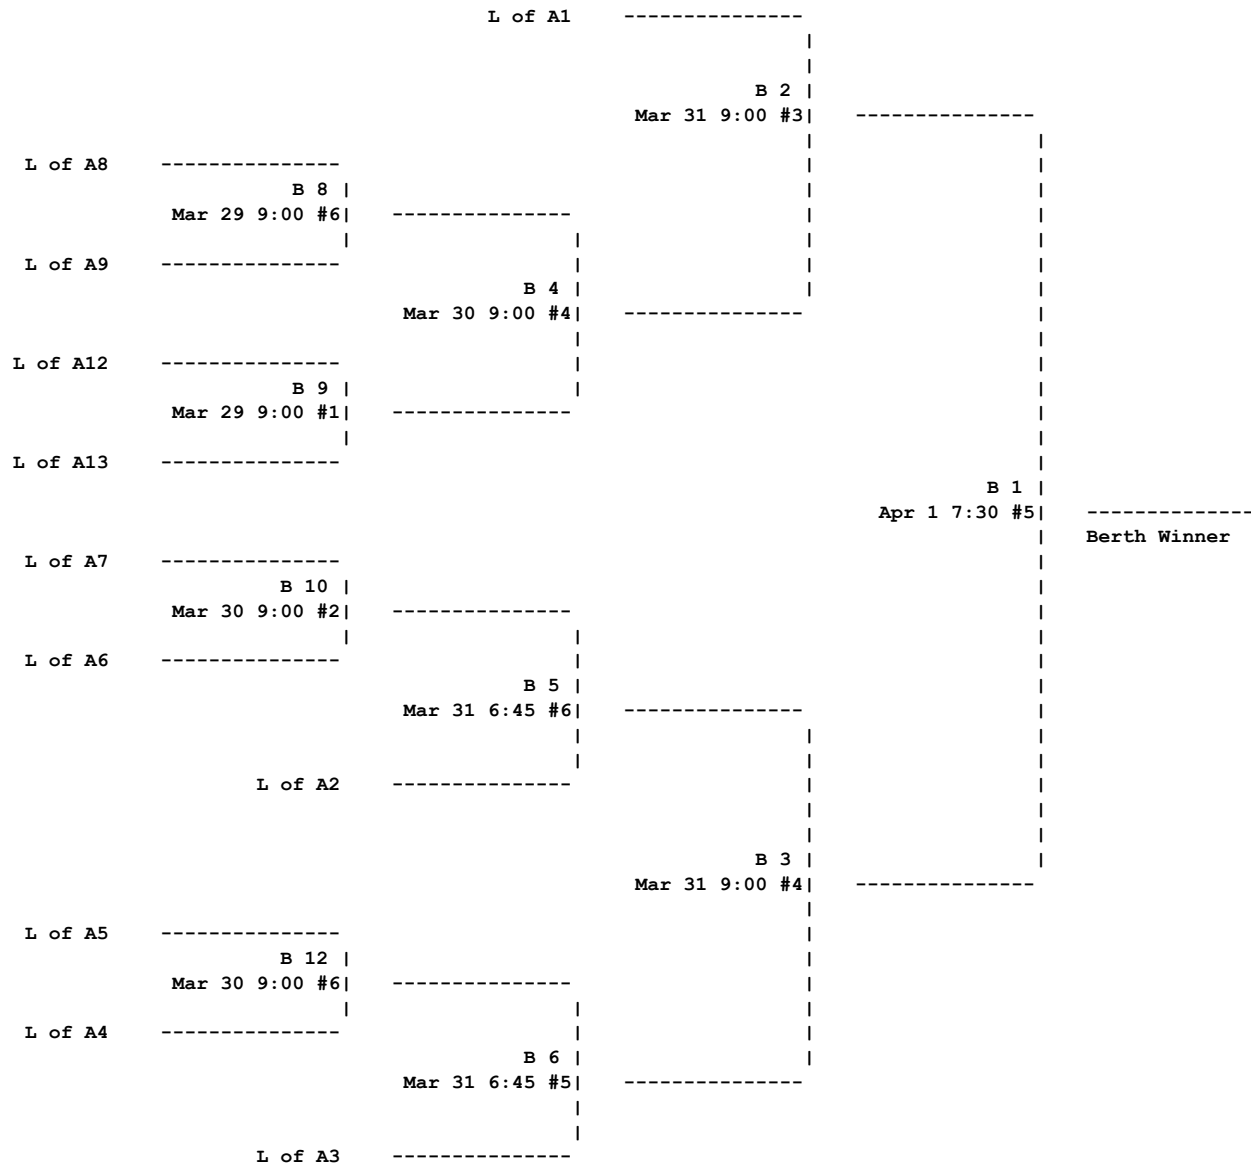 L of A1
B 2
Mar 31 9:00 #3
L of A8
B 8
Mar 29 9:00 #6
L of A9
B 4
Mar 30 9:00 #4
L of A12
B 9
Mar 29 9:00 #1
L of A13
B 1
Apr 1 7:30 #5
Berth Winner
L of A7
B 10
Mar 30 9:00 #2
L of A6
B 5
Mar 31 6:45 #6
L of A2
B 3
Mar 31 9:00 #4
L of A5
B 12
Mar 30 9:00 #6
L of A4
B 6
Mar 31 6:45 #5
L of A3